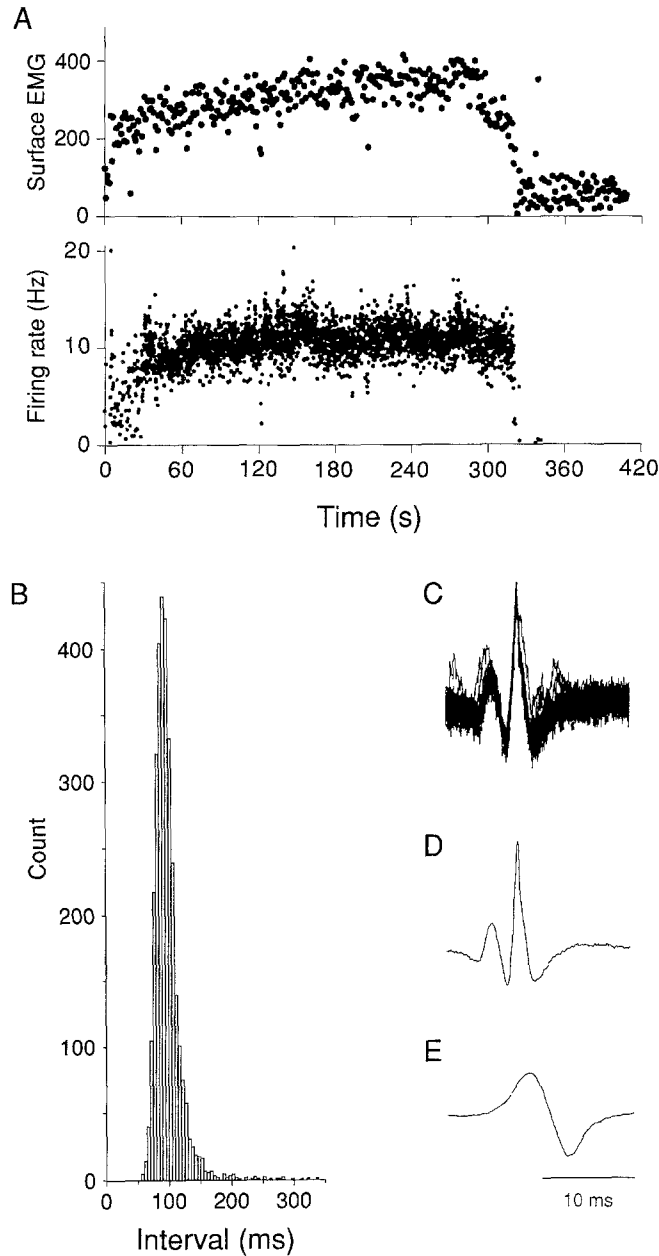 A
Surface EMG
400
200
0
Firing rate (Hz)
20
10
0
0 60 120 180 240 300 360 420
Time (s)
B
Count
400
300
200
100
0
0 100 200 300
Interval (ms)
C
D
E
10 ms